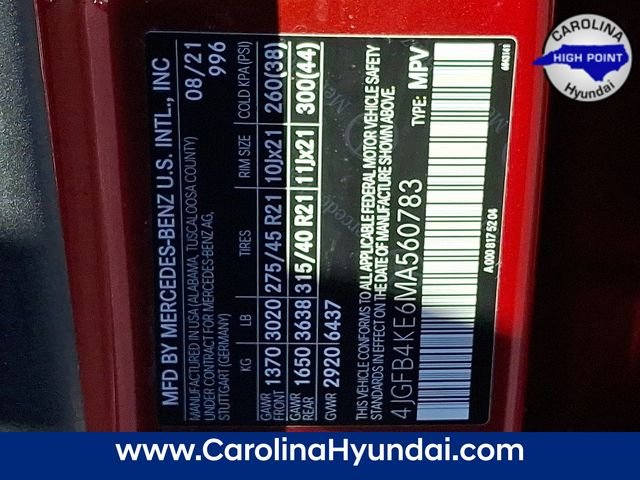 MFD BY MERCEDES-BENZ U.S. INTL., INC
MANUFACTURED IN USA (ALABAMA, TUSCALOOSA COUNTY)
UNDER CONTRACT FOR MERCEDES-BENZ AG,
STUTTGART (GERMANY)
08/21
996
KG LB TIRES RIM SIZE COLD KPA(PSI)
GAWR FRONT 1370 3020 275/45 R21 10Jx21 260(38)
GAWR REAR 1650 3638 315/40 R21 11Jx21 300(44)
GVWR 2920 6437
THIS VEHICLE CONFORMS TO ALL APPLICABLE FEDERAL MOTOR VEHICLE SAFETY
STANDARDS IN EFFECT ON THE DATE OF MANUFACTURE SHOWN ABOVE.
4JGFB4KE6MA560783 TYPE: MPV
A 000 817 52 04
CAROLINA
HIGH POINT
Hyundai
www.CarolinaHyundai.com